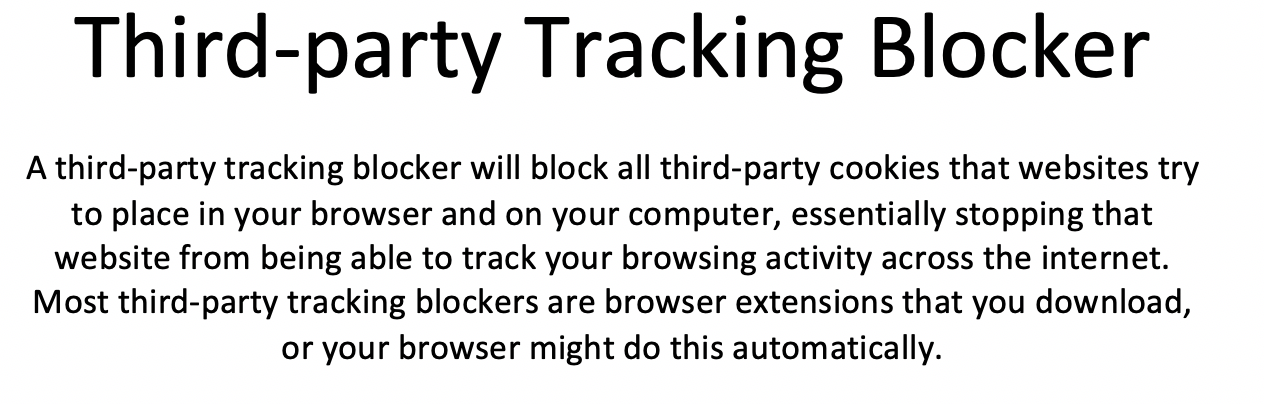 Third-party Tracking Blocker
A third-party tracking blocker will block all third-party cookies that websites try
to place in your browser and on your computer, essentially stopping that
website from being able to track your browsing activity across the internet.
Most third-party tracking blockers are browser extensions that you download,
or your browser might do this automatically.